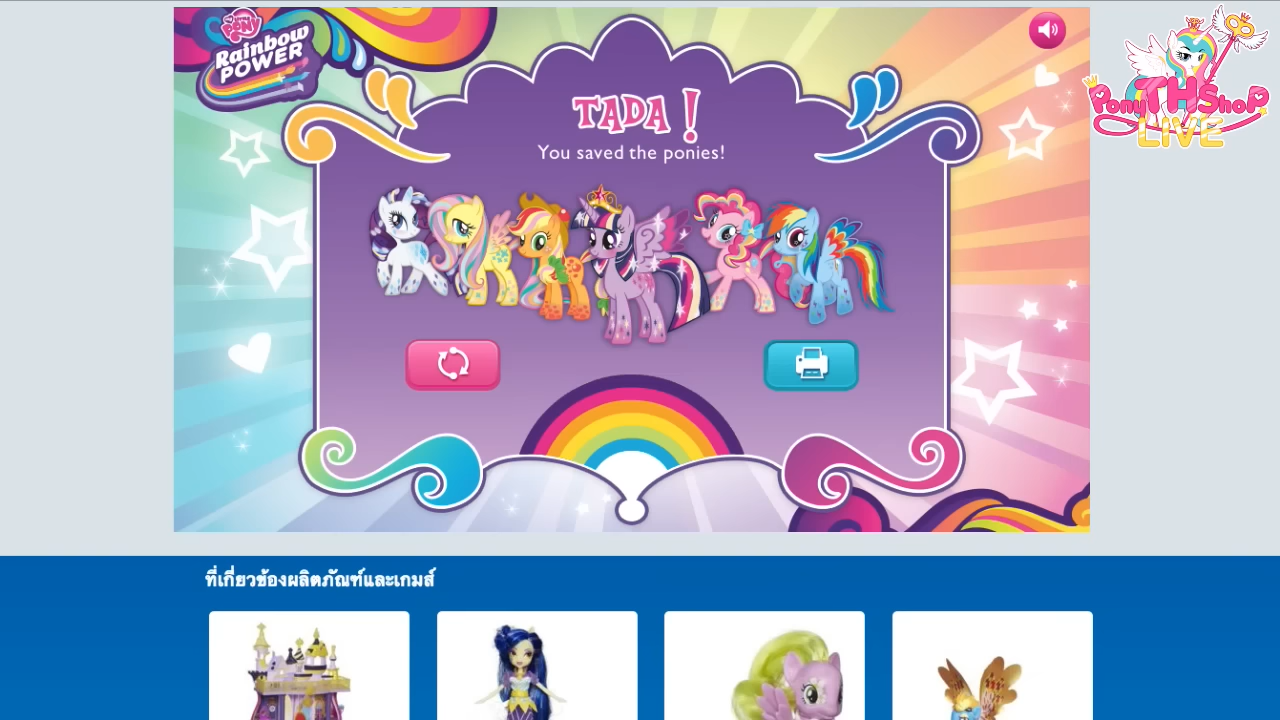 My Little
PONY
Rainbow
POWER
TADA!
You saved the ponies!
PonyTHShop
LIVE
ที่เกี่ยวข้องผลิตภัณฑ์และเกมส์